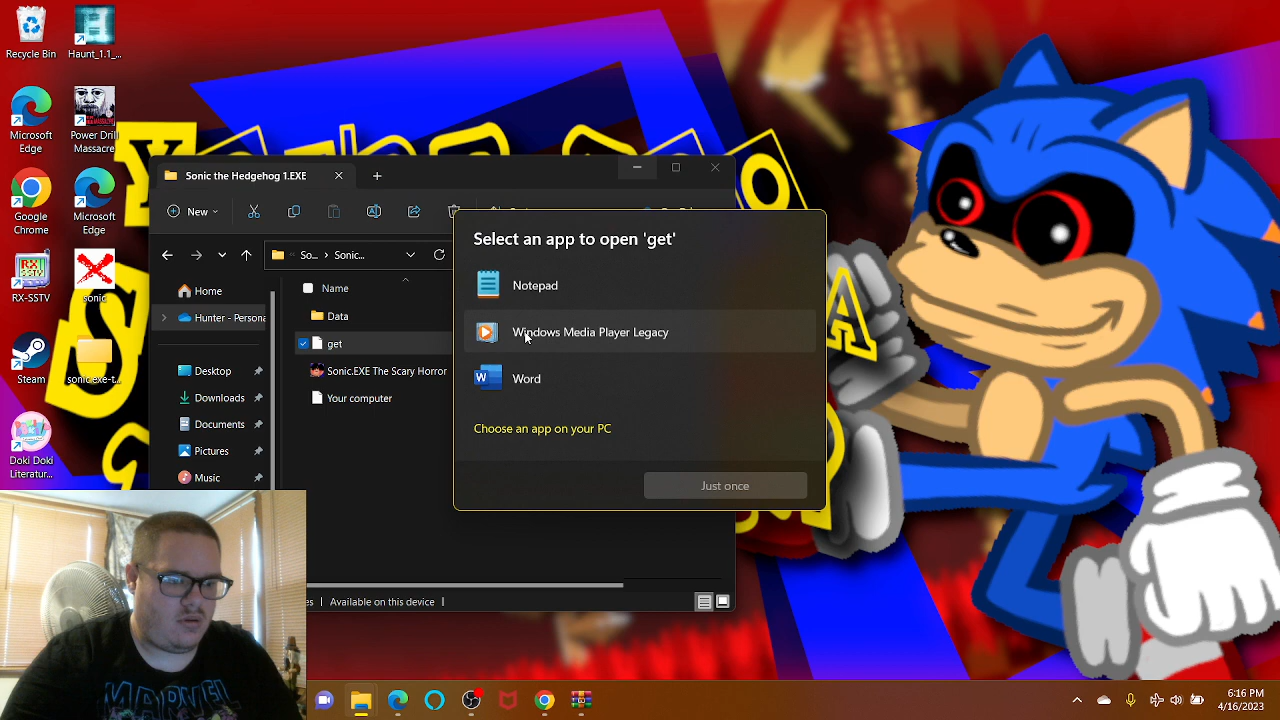 Recycle Bin
Haunt_1.1_...
Microsoft Edge
Power Drill Massacre
Google Chrome
Microsoft Edge
RX-SSTV
sonic
Steam
sonic.exe-t...
Doki Doki Literatur...
Sonic the Hedgehog 1.EXE
New
So... > Sonic...
Home
Hunter - Persona
Desktop
Downloads
Documents
Pictures
Music
Name
Data
get
Sonic.EXE The Scary Horror
Your computer
Available on this device
Select an app to open 'get'
Notepad
Windows Media Player Legacy
Word
Choose an app on your PC
Just once
MARVEL
6:16 PM
4/16/2023